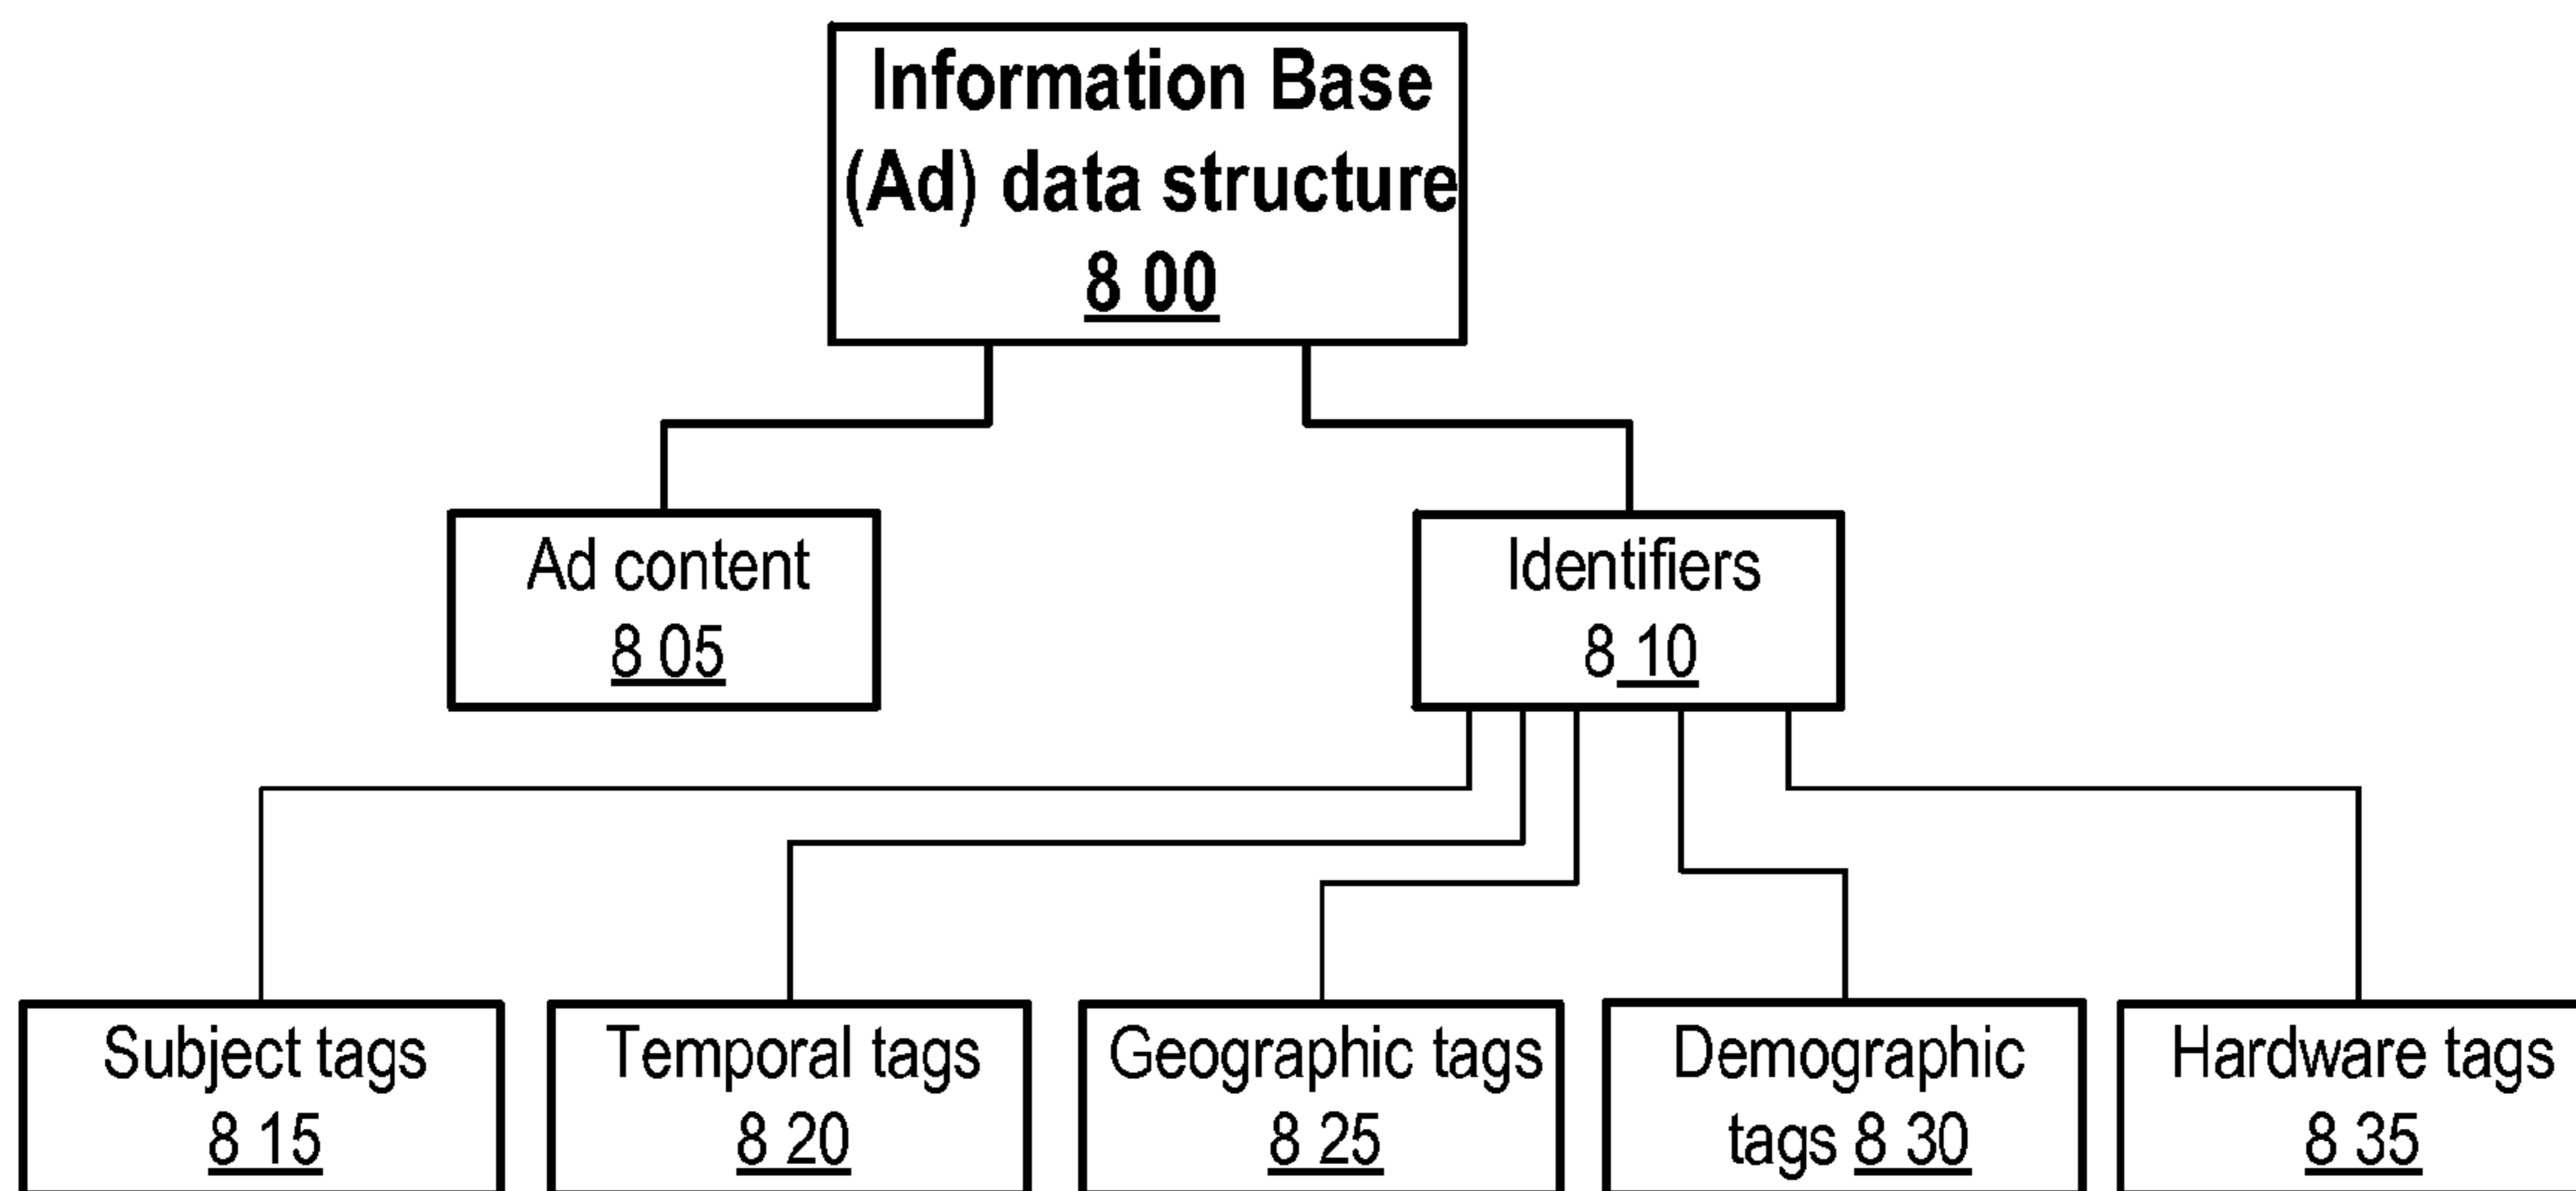 Information Base
(Ad) data structure
8 00
Ad content
8 05
Identifiers
8 10
Subject tags
8 15
Temporal tags
8 20
Geographic tags
8 25
Demographic
tags 8 30
Hardware tags
8 35